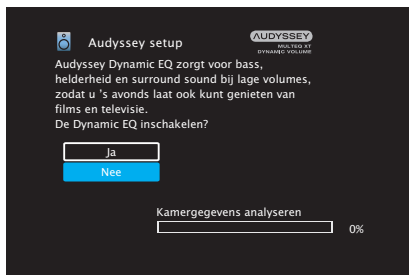 Audyssey setup
AUDYSSEY
MULTEQ XT
DYNAMIC VOLUME
Audyssey Dynamic EQ zorgt voor bass,
helderheid en surround sound bij lage volumes,
zodat u 's avonds laat ook kunt genieten van
films en televisie.
De Dynamic EQ inschakelen?
Ja
Nee
Kamergegevens analyseren
0%